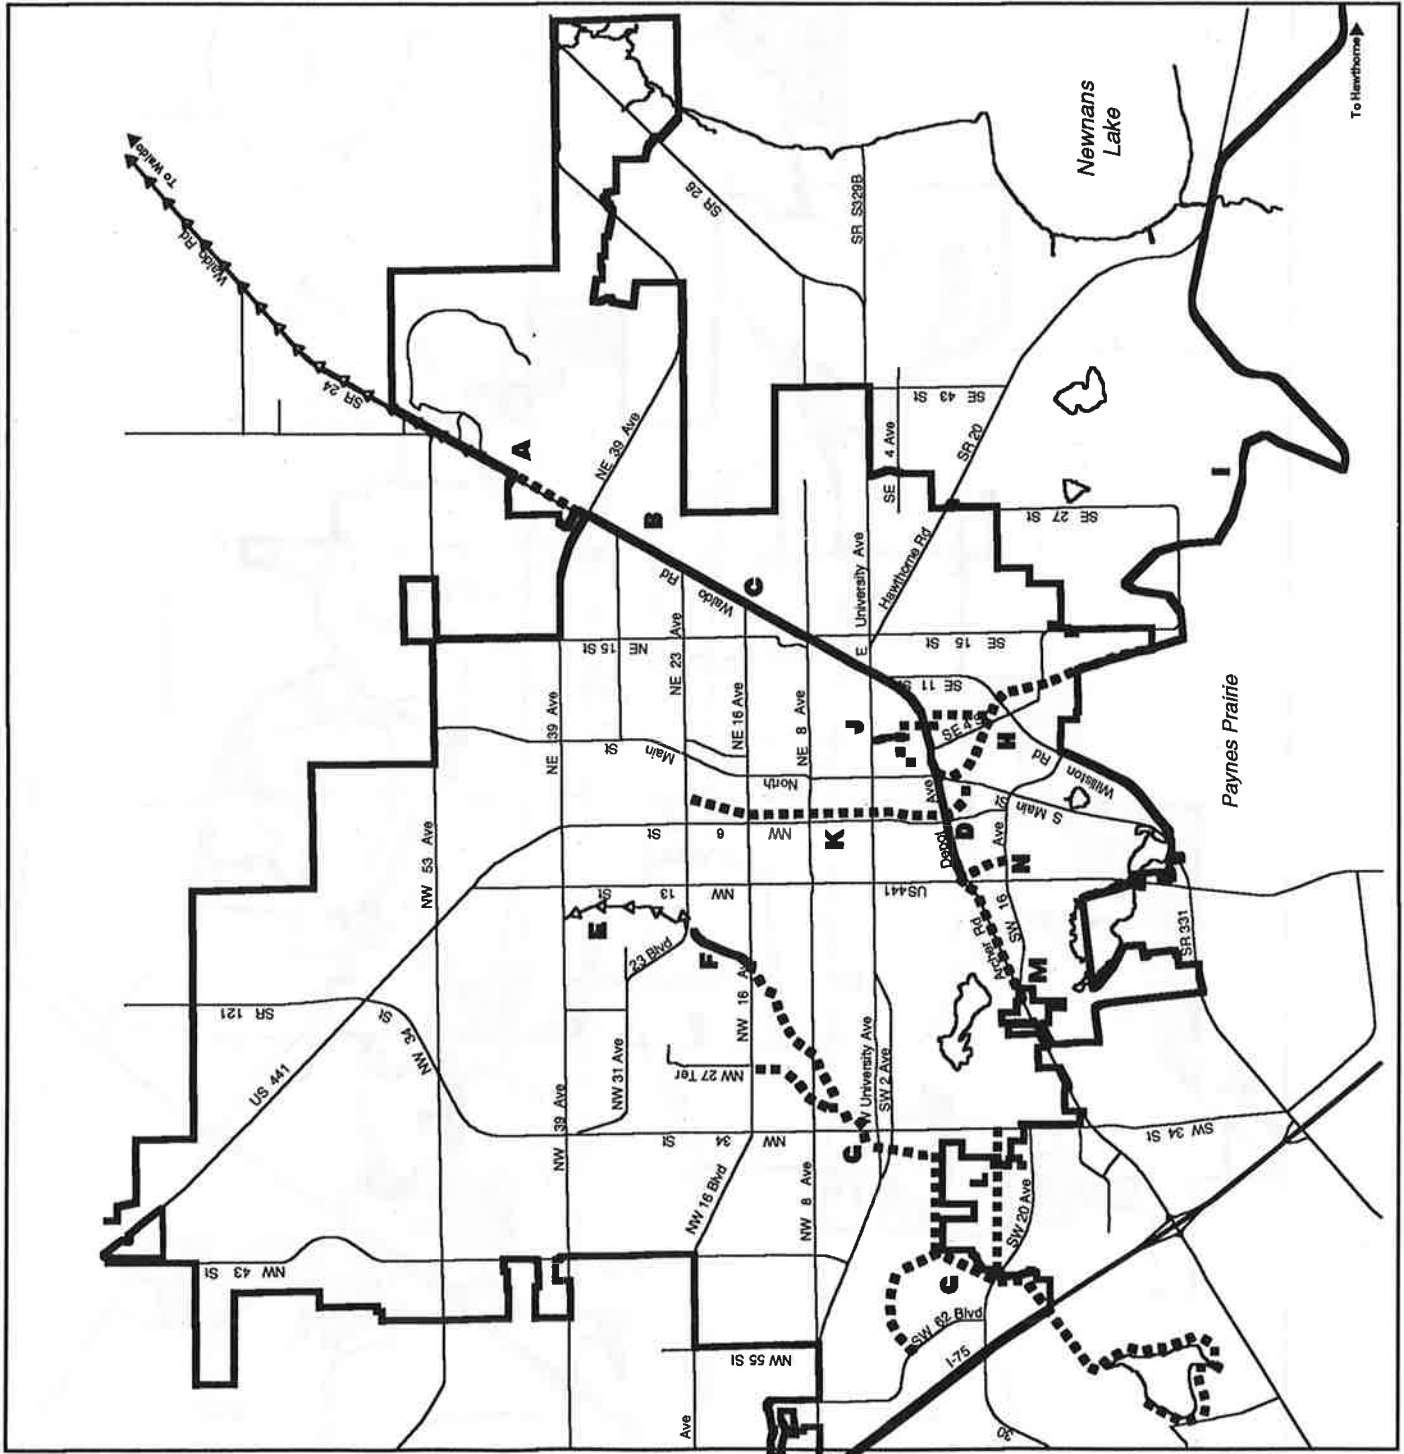 To Waldo
Waldo Rd
SR 24
SR 26
SR S329B
Newnans
Lake
To Hawthorne
A
NE 39 Ave
B
Waldo Rd
C
SE 43 St
SE 4 Ave
SR 20
SE 27 St
I
University Ave
E
Hawthorne Rd
NE 15 St
NE 23 Ave
SE 15 St
NE 39 Ave
NE 16 Ave
NE 8 Ave
SE 11 St
J
SE 4 S
H
Main St
North
Williston Rd
Paynes Prairie
NW 53 Ave
NW 6 St
K
Depot Ave
D
S Main St
NW 13 St
US441
N
SW 16 Ave
Archer Rd
M
SR 331
E
23 Blvd
F
SR 121
NW 34 St
US 441
NW 31 Ave
NW 16 A
NW 27 Ter
W University Ave
SW 2 Ave
NW 39 Ave
NW 34 St
G
SW 34 St
L
NW 16 Blvd
NW 8 Ave
SW 20 Ave
NW 43 St
G
SW 62 Blvd
NW 55 St
I-75
Ave
30